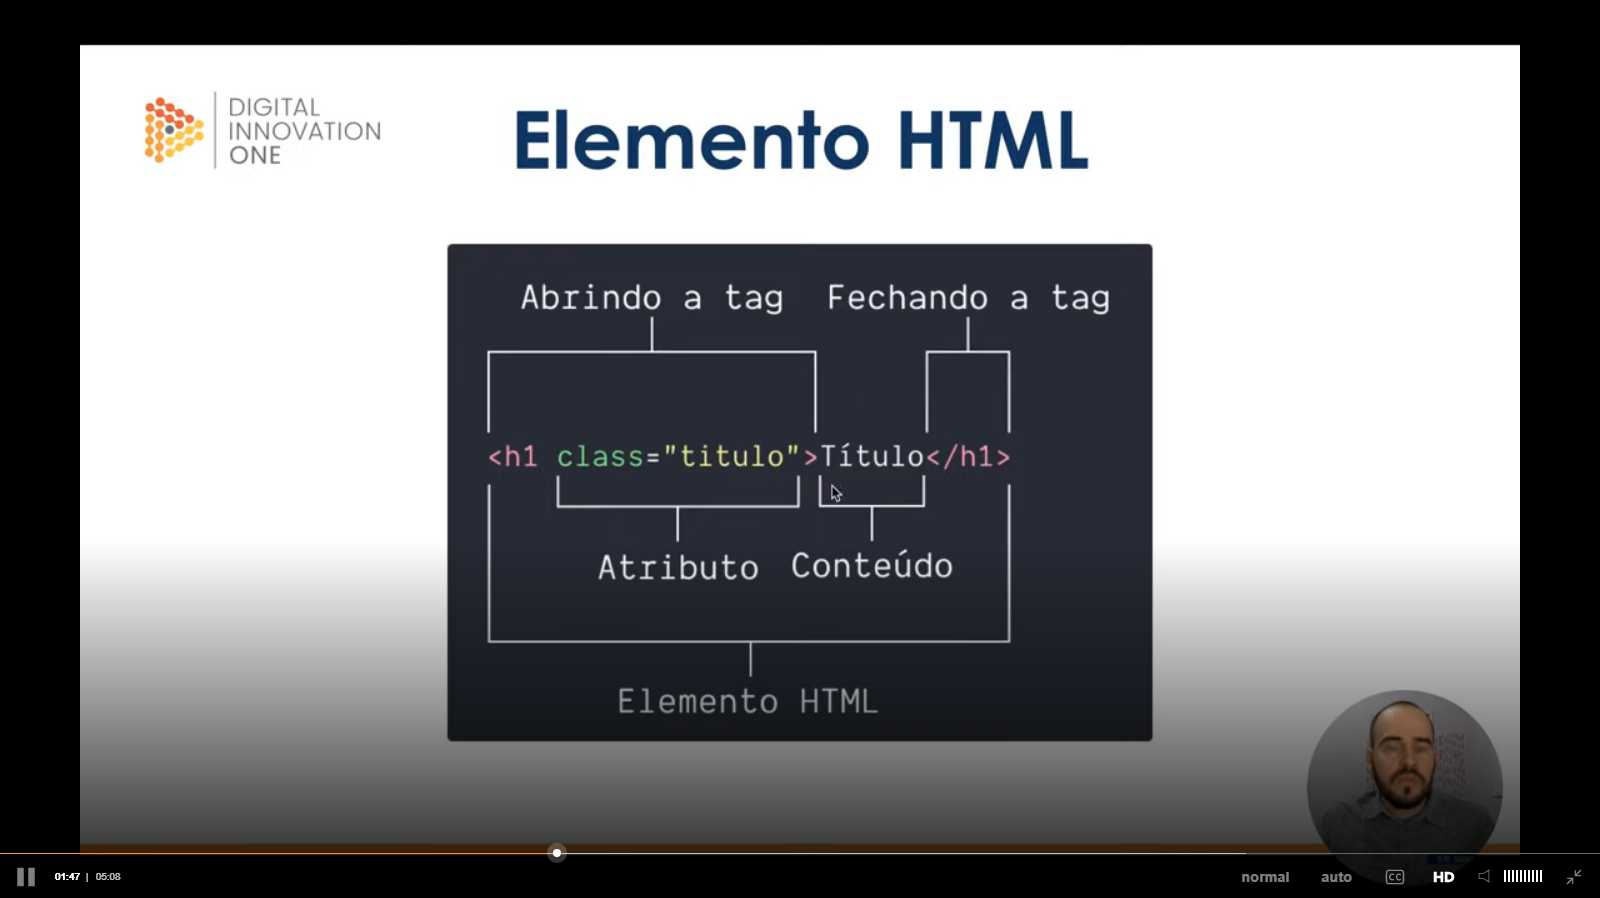 DIGITAL
INNOVATION
ONE
Elemento HTML
Abrindo a tag
Fechando a tag
<h1 class="titulo">Título</h1>
Atributo
Conteúdo
Elemento HTML
01:47 | 05:08
normal
auto
CC
HD